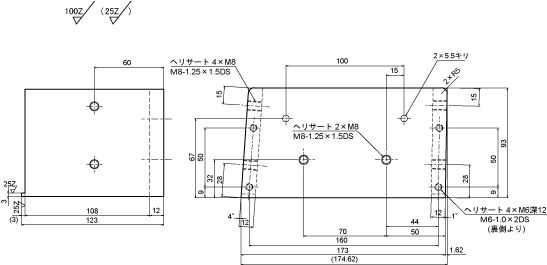 100Z (25Z)
60
ヘリサート 4×M8
M8-1.25×1.5DS
100
15
2×5.5キリ
2×R5
15
15
ヘリサート 2×M8
M8-1.25×1.5DS
67
50
32
28
9
50
93
28
9
25Z
25Z
3
(3)
108
12
123
4°
12
12
1°
44
ヘリサート 4×M6深12
M6-1.0×2DS
(裏側より)
70
50
160
173
1.62
(174.62)